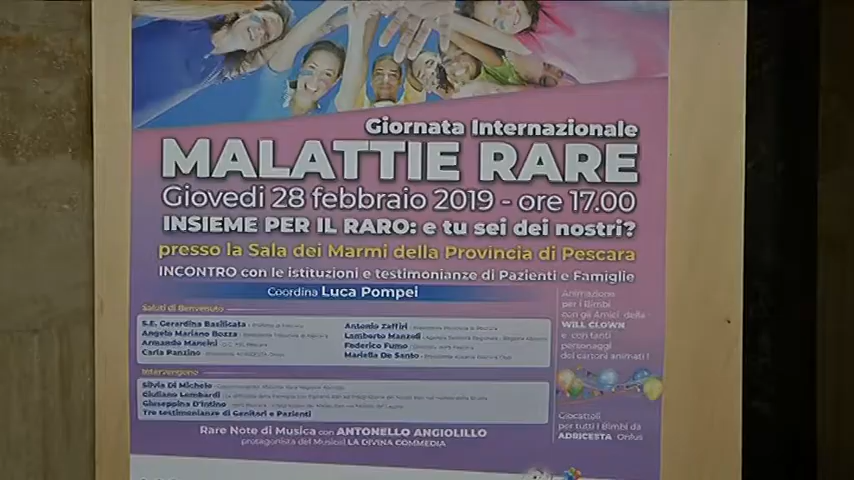 Giornata Internazionale
MALATTIE RARE
Giovedì 28 febbraio 2019 - ore 17.00
INSIEME PER IL RARO: e tu sei dei nostri?
presso la Sala dei Marmi della Provincia di Pescara
INCONTRO con le istituzioni e testimonianze di Pazienti e Famiglie
Coordina Luca Pompei
Saluti di Benvenuto
S.E. Gerardina Basilicata
Angelo Mariano Bozza
Armando Mancini
Carla Panzino
Antonio Zaffiri
Lamberto Manzoli
Federico Fumo
Mariella De Santo
Intervengono
Silvia Di Michele
Giuliano Lombardi
Giuseppina D'Intino
Tre testimonianze di Genitori e Pazienti
Rare Note di Musica con ANTONELLO ANGIOLILLO
protagonista del Musical LA DIVINA COMMEDIA
Animazione
per i Bimbi
con gli Amici della
WILL CLOWN
e con tanti
personaggi
dei cartoni animati !
Giocattoli
per tutti i Bimbi da
ADRICESTA Onlus